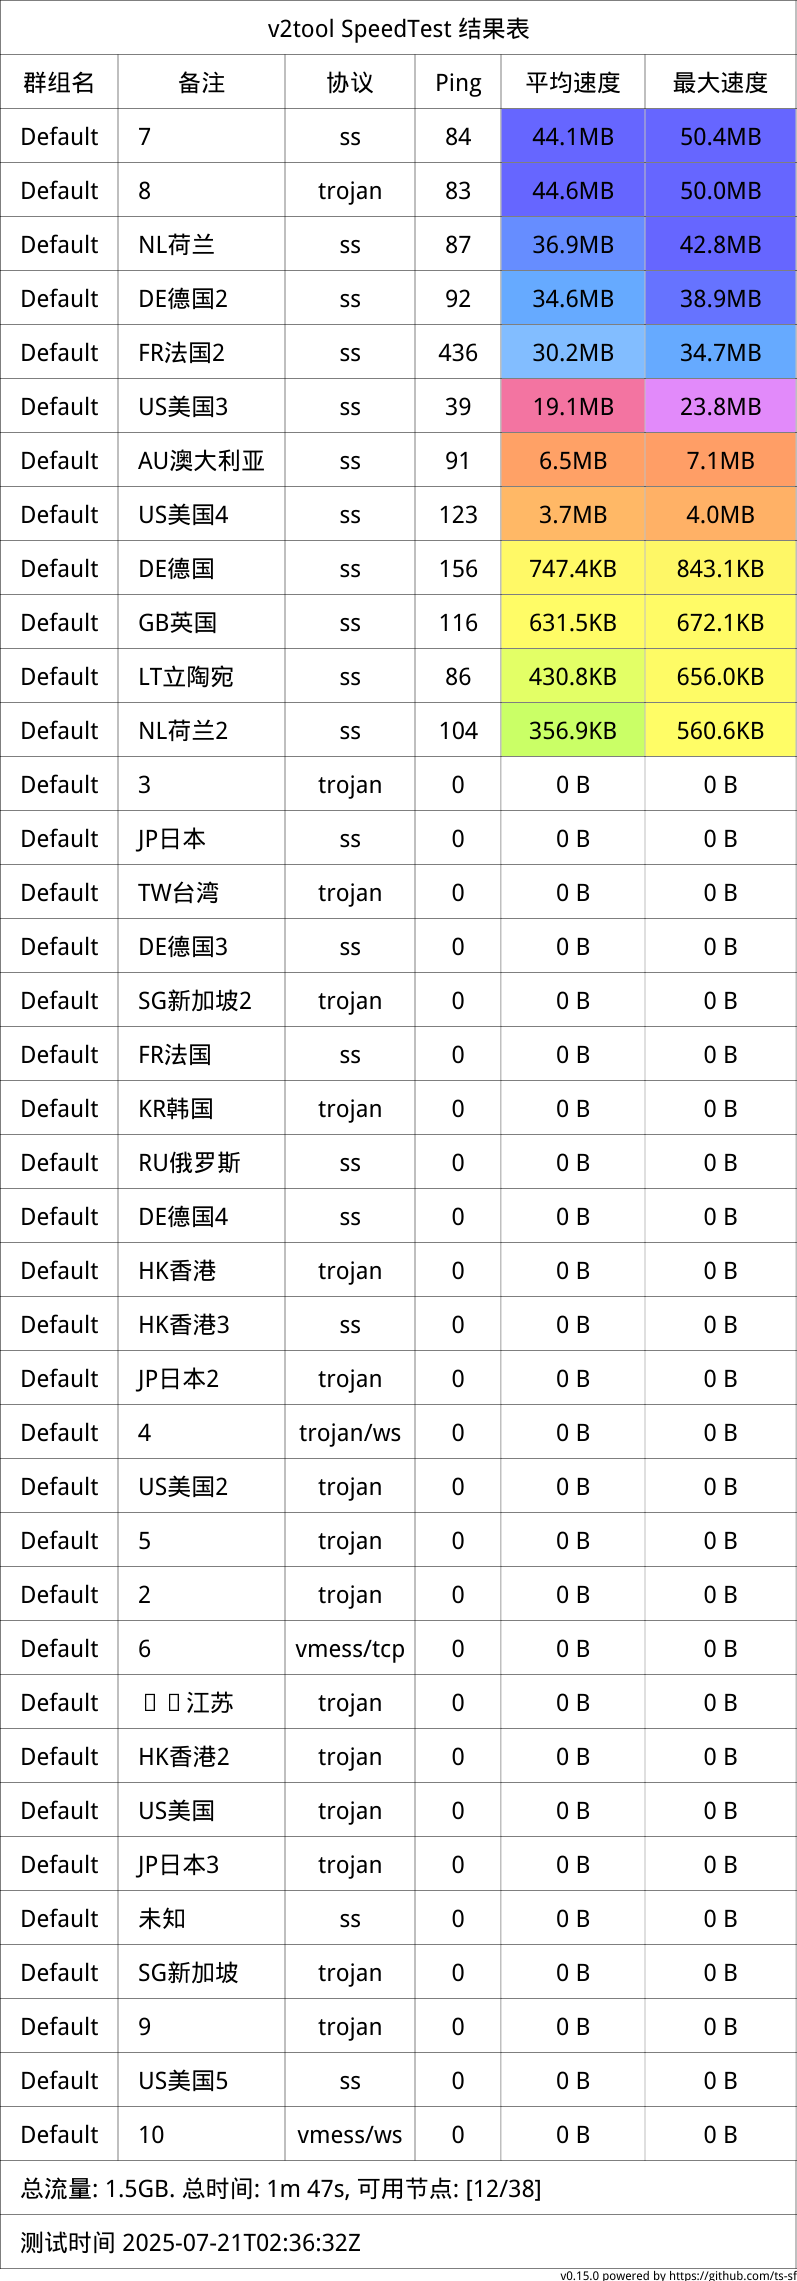 v2tool SpeedTest 结果表
群组名 备注 协议 Ping 平均速度 最大速度
Default 7 ss 84 44.1MB 50.4MB
Default 8 trojan 83 44.6MB 50.0MB
Default NL荷兰 ss 87 36.9MB 42.8MB
Default DE德国2 ss 92 34.6MB 38.9MB
Default FR法国2 ss 436 30.2MB 34.7MB
Default US美国3 ss 39 19.1MB 23.8MB
Default AU澳大利亚 ss 91 6.5MB 7.1MB
Default US美国4 ss 123 3.7MB 4.0MB
Default DE德国 ss 156 747.4KB 843.1KB
Default GB英国 ss 116 631.5KB 672.1KB
Default LT立陶宛 ss 86 430.8KB 656.0KB
Default NL荷兰2 ss 104 356.9KB 560.6KB
Default 3 trojan 0 0 B 0 B
Default JP日本 ss 0 0 B 0 B
Default TW台湾 trojan 0 0 B 0 B
Default DE德国3 ss 0 0 B 0 B
Default SG新加坡2 trojan 0 0 B 0 B
Default FR法国 ss 0 0 B 0 B
Default KR韩国 trojan 0 0 B 0 B
Default RU俄罗斯 ss 0 0 B 0 B
Default DE德国4 ss 0 0 B 0 B
Default HK香港 trojan 0 0 B 0 B
Default HK香港3 ss 0 0 B 0 B
Default JP日本2 trojan 0 0 B 0 B
Default 4 trojan/ws 0 0 B 0 B
Default US美国2 trojan 0 0 B 0 B
Default 5 trojan 0 0 B 0 B
Default 2 trojan 0 0 B 0 B
Default 6 vmess/tcp 0 0 B 0 B
Default 江苏 trojan 0 0 B 0 B
Default HK香港2 trojan 0 0 B 0 B
Default US美国 trojan 0 0 B 0 B
Default JP日本3 trojan 0 0 B 0 B
Default 未知 ss 0 0 B 0 B
Default SG新加坡 trojan 0 0 B 0 B
Default 9 trojan 0 0 B 0 B
Default US美国5 ss 0 0 B 0 B
Default 10 vmess/ws 0 0 B 0 B
总流量: 1.5GB. 总时间: 1m 47s, 可用节点: [12/38]
测试时间 2025-07-21T02:36:32Z
v0.15.0 powered by https://github.com/ts-sf